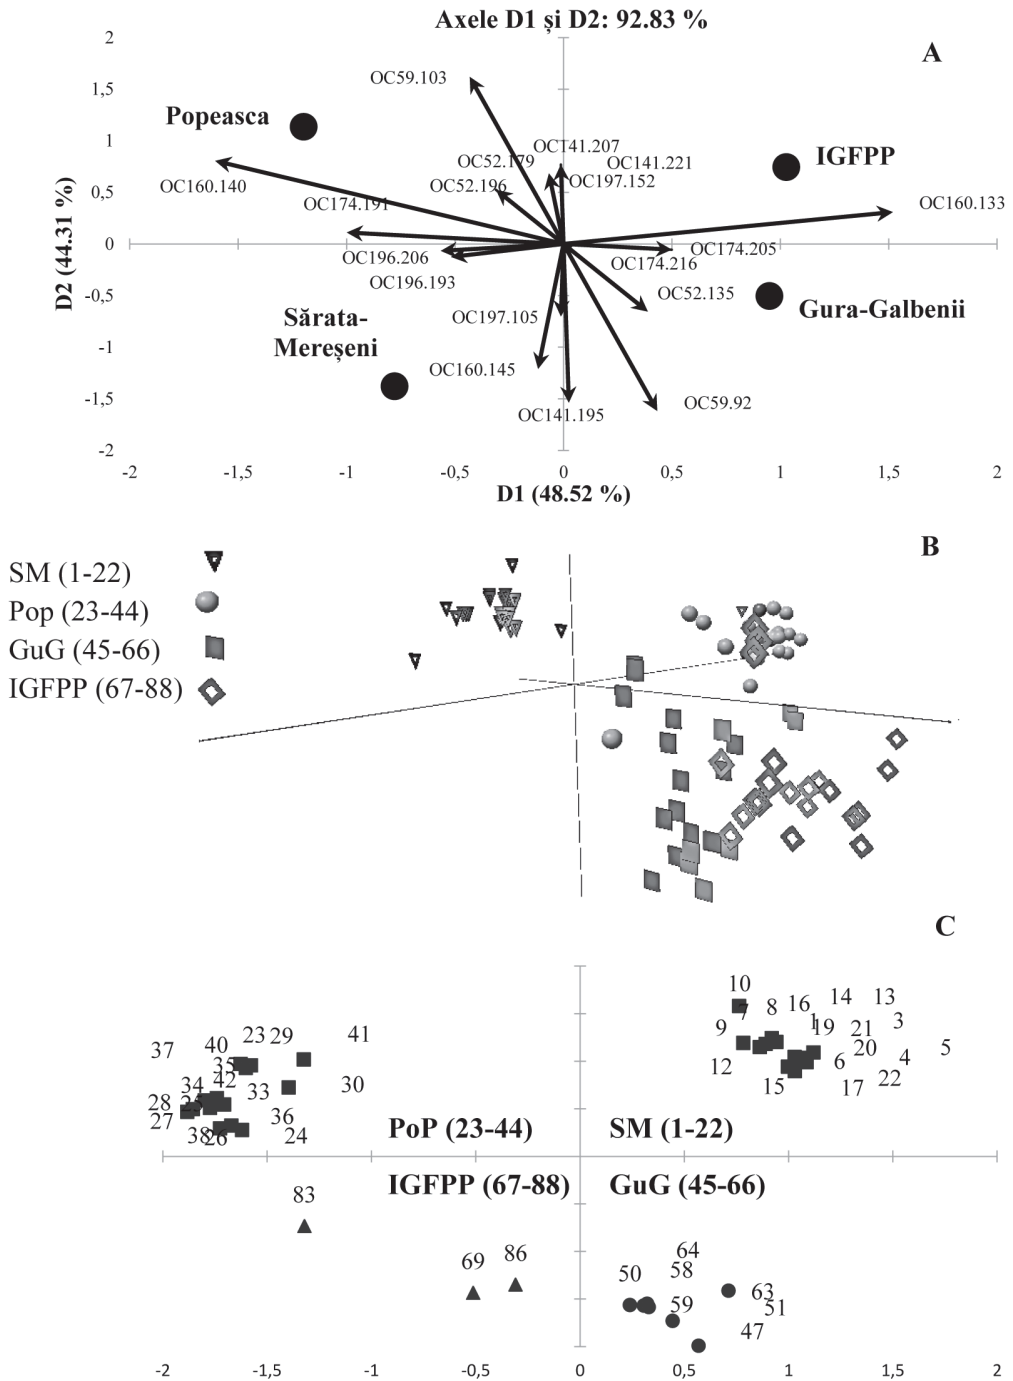 Axele D1 și D2: 92.83 %
A
2
1,5
1
0,5
0
-0,5
-1
-1,5
-2
D2 (44.31 %)
OC59.103
Popeasca
OC141.207
OC52.179
OC141.221
IGFPP
OC160.140
OC52.196
OC197.152
OC174.191
OC160.133
OC196.206
OC174.205
OC174.216
OC196.193
OC52.135
Sărata-
Mereșeni
OC197.105
Gura-Galbenii
OC160.145
OC59.92
OC141.195
-2 -1,5 -1 -0,5 0 0,5 1 1,5 2
D1 (48.52 %)
B
SM (1-22)
Pop (23-44)
GuG (45-66)
IGFPP (67-88)
C
10
7
8 16 14 13
9 1 19 21 3
12 6 20 4 5
15 17 22
37 40 23 29 41
35
34 42 33 30
28 25
27 36
38 26 24
PoP (23-44) SM (1-22)
IGFPP (67-88) GuG (45-66)
83
69 86
64
50 58
59 63
51
47
-2 -1,5 -1 -0,5 0 0,5 1 1,5 2